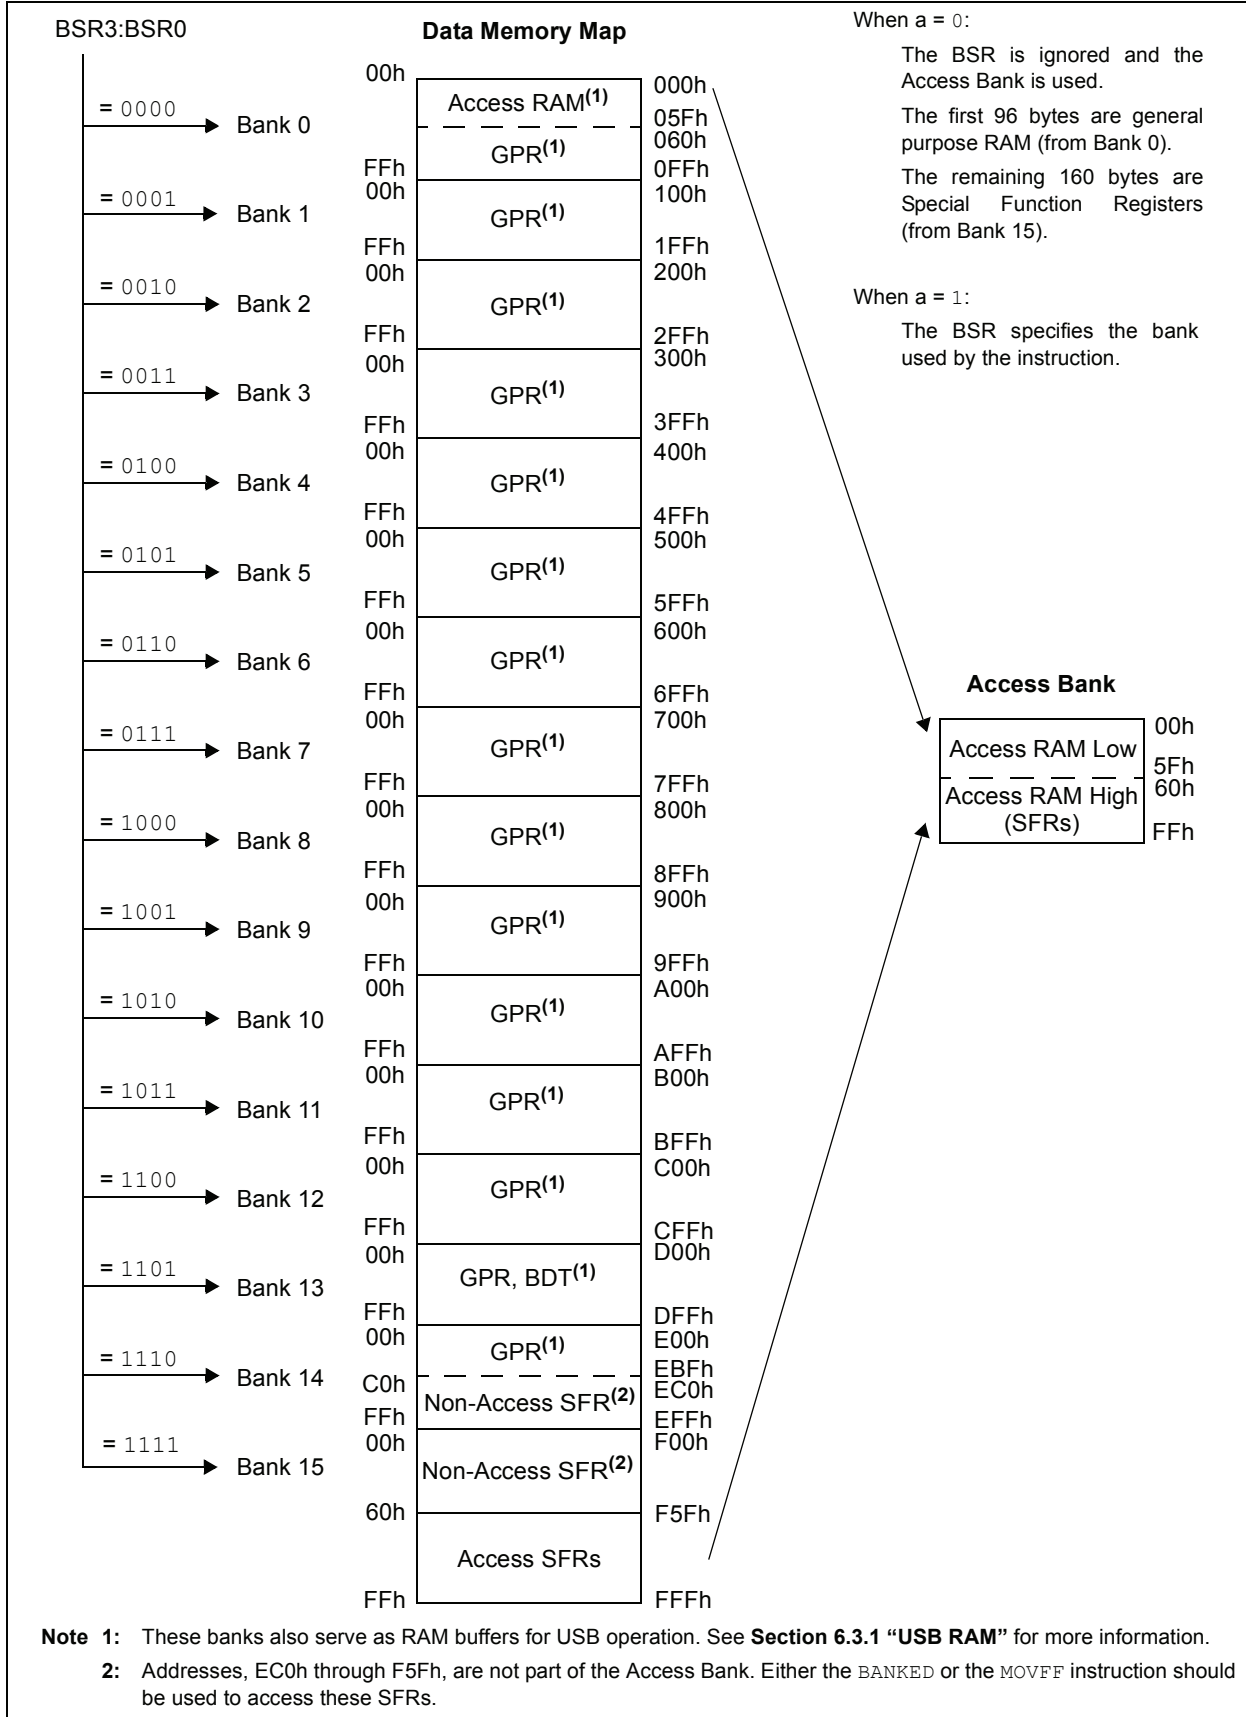 BSR3:BSR0
Data Memory Map
When a = 0:
The BSR is ignored and the
Access Bank is used.
The first 96 bytes are general
purpose RAM (from Bank 0).
The remaining 160 bytes are
Special Function Registers
(from Bank 15).
When a = 1:
The BSR specifies the bank
used by the instruction.
= 0000
Bank 0
00h
Access RAM(1)
000h
05Fh
060h
GPR(1)
FFh
0FFh
= 0001
Bank 1
00h
GPR(1)
100h
FFh
1FFh
= 0010
Bank 2
00h
GPR(1)
200h
FFh
2FFh
= 0011
Bank 3
00h
GPR(1)
300h
FFh
3FFh
= 0100
Bank 4
00h
GPR(1)
400h
FFh
4FFh
= 0101
Bank 5
00h
GPR(1)
500h
FFh
5FFh
= 0110
Bank 6
00h
GPR(1)
600h
FFh
6FFh
= 0111
Bank 7
00h
GPR(1)
700h
FFh
7FFh
= 1000
Bank 8
00h
GPR(1)
800h
FFh
8FFh
= 1001
Bank 9
00h
GPR(1)
900h
FFh
9FFh
= 1010
Bank 10
00h
GPR(1)
A00h
FFh
AFFh
= 1011
Bank 11
00h
GPR(1)
B00h
FFh
BFFh
= 1100
Bank 12
00h
GPR(1)
C00h
FFh
CFFh
= 1101
Bank 13
00h
GPR, BDT(1)
D00h
FFh
DFFh
= 1110
Bank 14
00h
GPR(1)
E00h
EBFh
C0h
Non-Access SFR(2)
EC0h
FFh
EFFh
= 1111
Bank 15
00h
Non-Access SFR(2)
F00h
60h
F5Fh
Access SFRs
FFh
FFFh
Access Bank
Access RAM Low
00h
5Fh
Access RAM High
(SFRs)
60h
FFh
Note 1: These banks also serve as RAM buffers for USB operation. See Section 6.3.1 “USB RAM” for more information.
2: Addresses, EC0h through F5Fh, are not part of the Access Bank. Either the BANKED or the MOVFF instruction should
be used to access these SFRs.